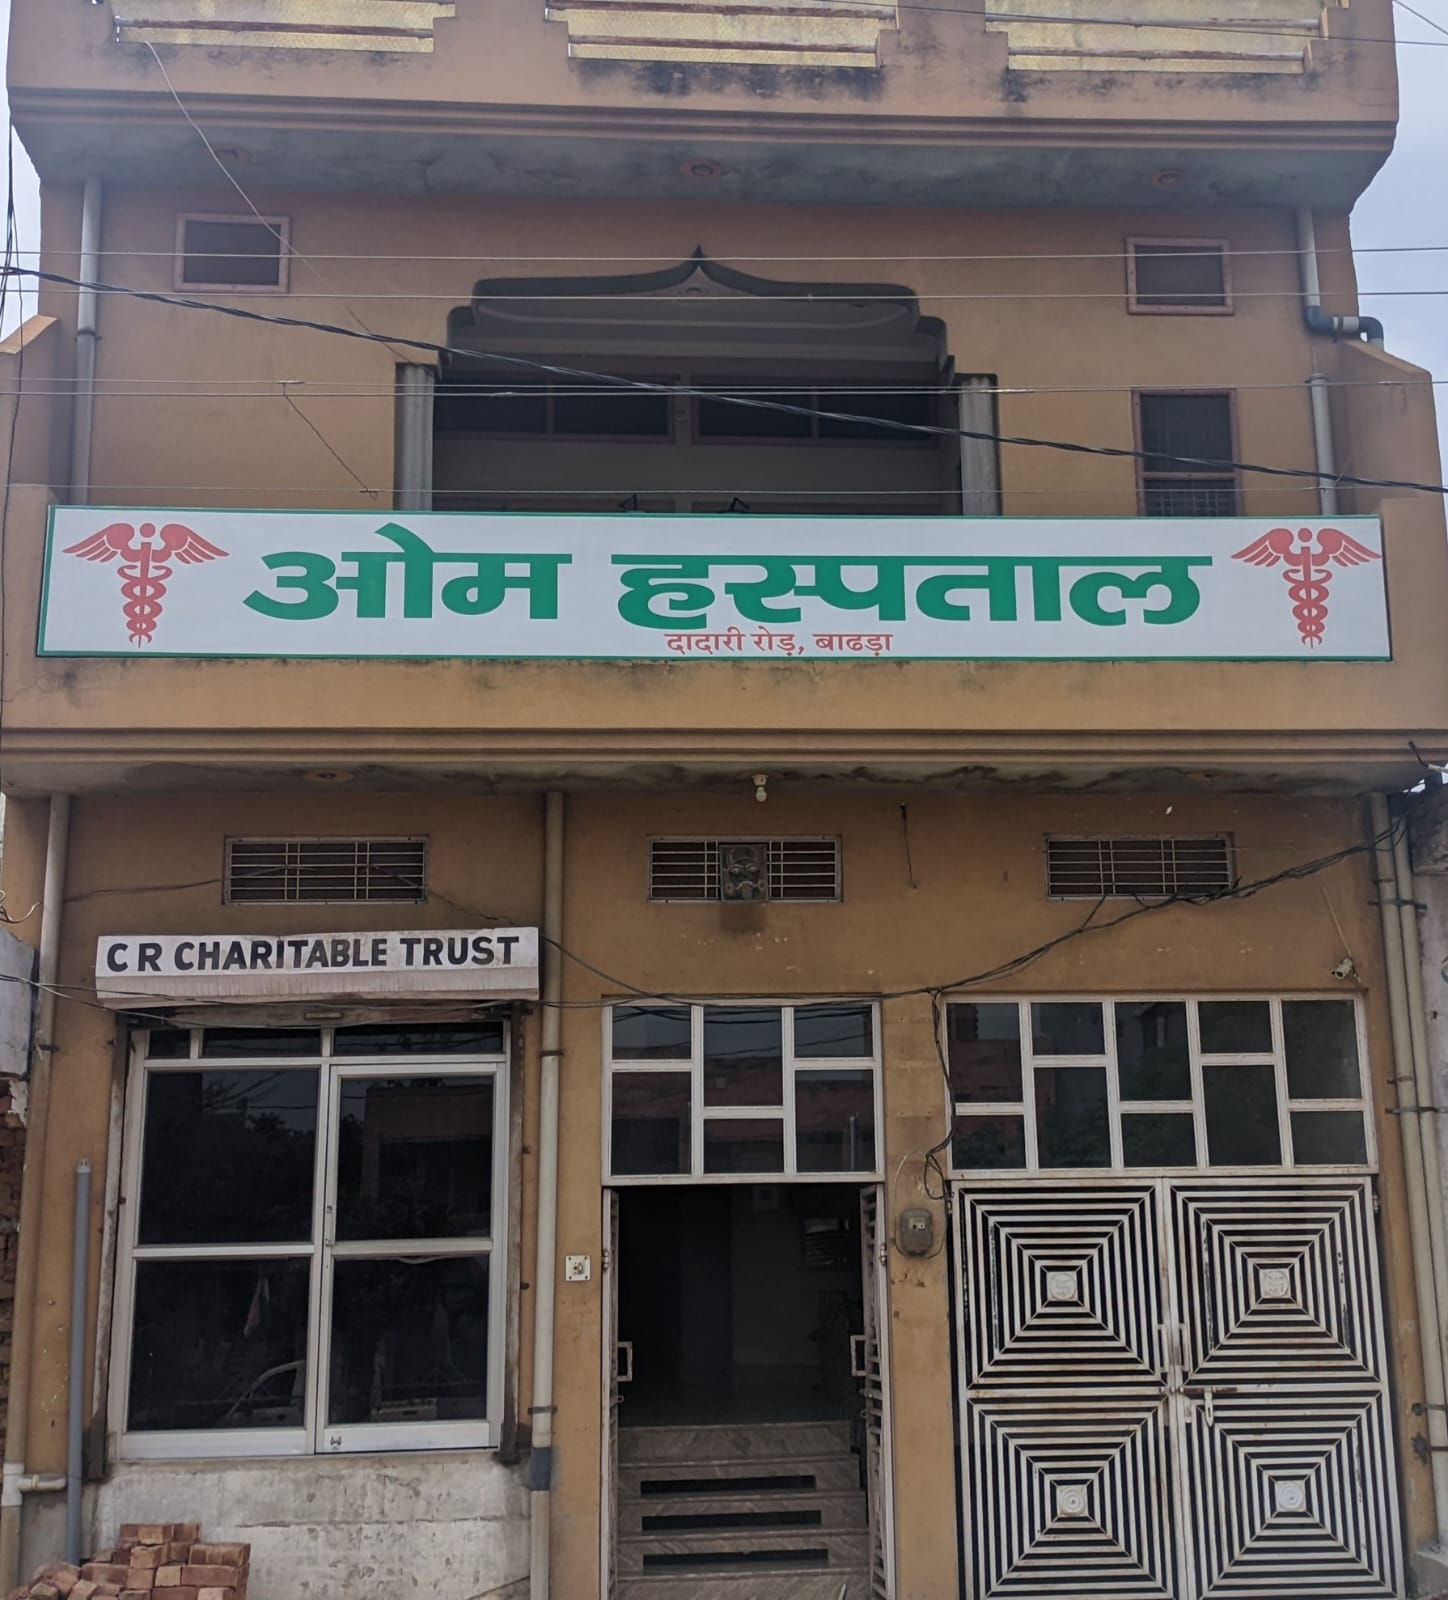 ओम हस्पताल
दादारी रोड़, बाढड़ा
C R CHARITABLE TRUST